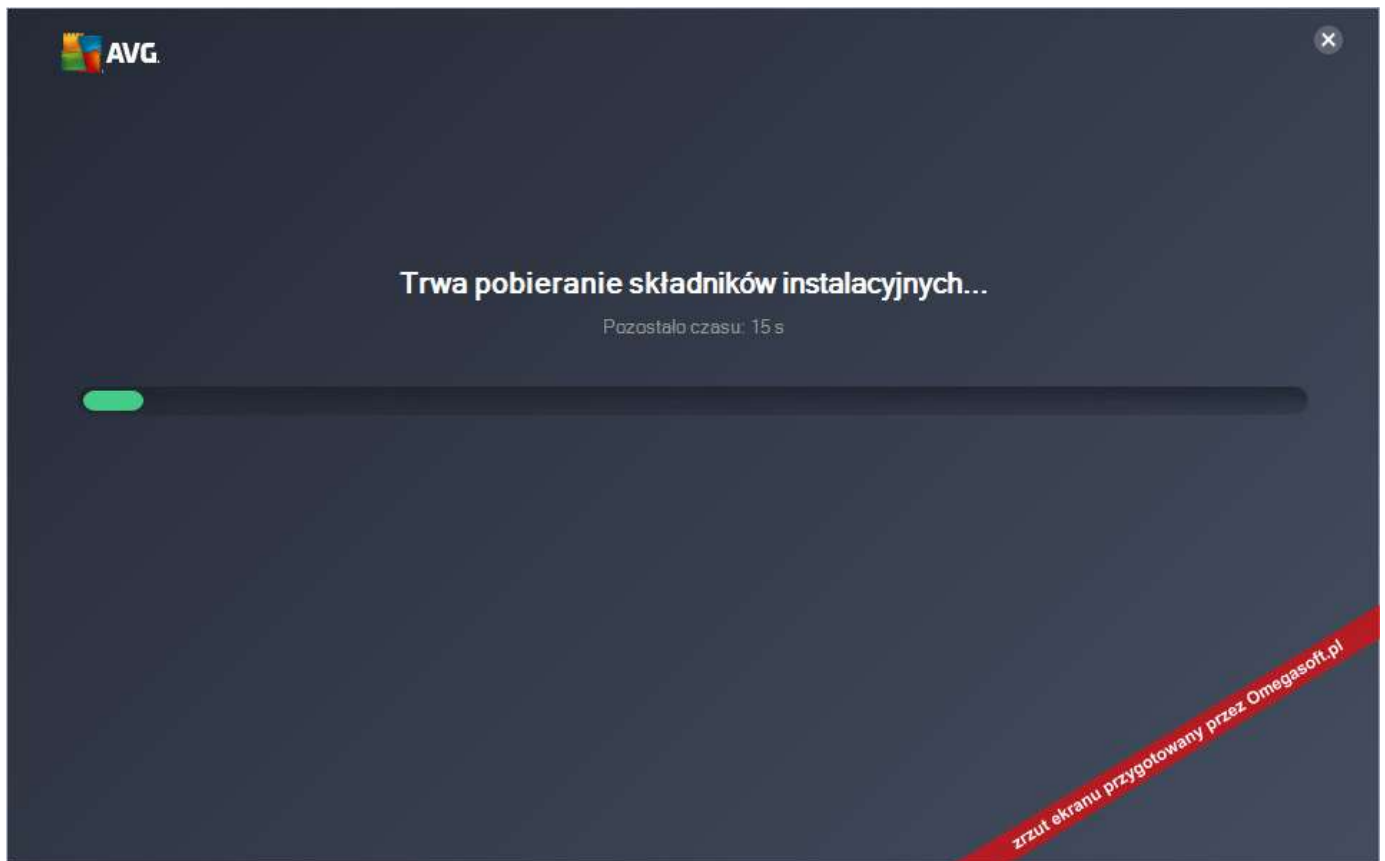 AVG.
Trwa pobieranie składników instalacyjnych...
Pozostało czasu: 15 s
zrzut ekranu przygotowany przez Omegasoft.pl